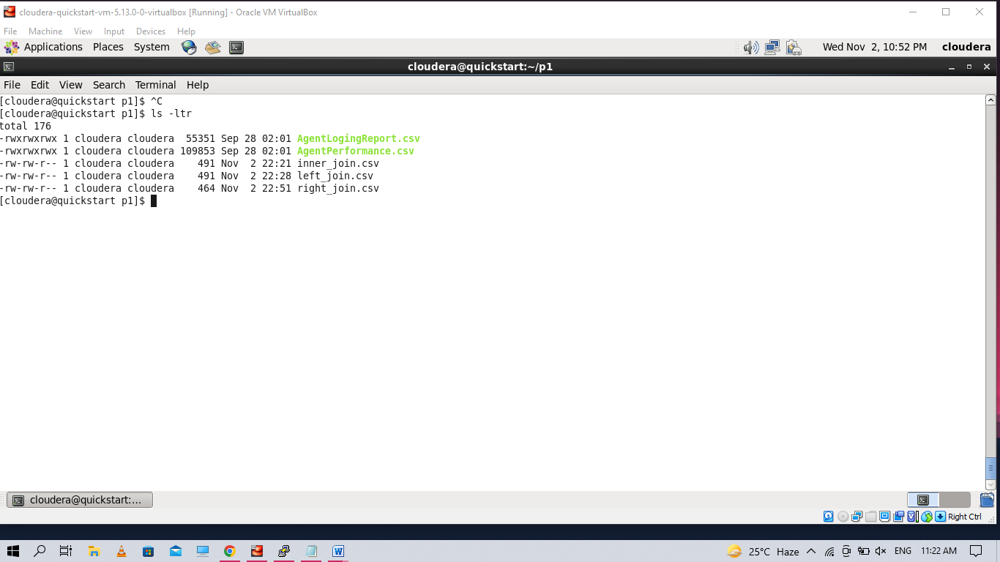 cloudera-quickstart-vm-5.13.0-0-virtualbox [Running] - Oracle VM VirtualBox
File Machine View Input Devices Help
Applications Places System Wed Nov 2, 10:52 PM cloudera
cloudera@quickstart:~/p1
File Edit View Search Terminal Help
[cloudera@quickstart p1]$ ^C
[cloudera@quickstart p1]$ ls -ltr
total 176
-rwxrwxrwx 1 cloudera cloudera  55351 Sep 28 02:01 AgentLogingReport.csv
-rwxrwxrwx 1 cloudera cloudera 109853 Sep 28 02:01 AgentPerformance.csv
-rw-rw-r-- 1 cloudera cloudera    491 Nov  2 22:21 inner_join.csv
-rw-rw-r-- 1 cloudera cloudera    491 Nov  2 22:28 left_join.csv
-rw-rw-r-- 1 cloudera cloudera    464 Nov  2 22:51 right_join.csv
[cloudera@quickstart p1]$
cloudera@quickstart:...
Right Ctrl
25°C Haze ENG 11:22 AM